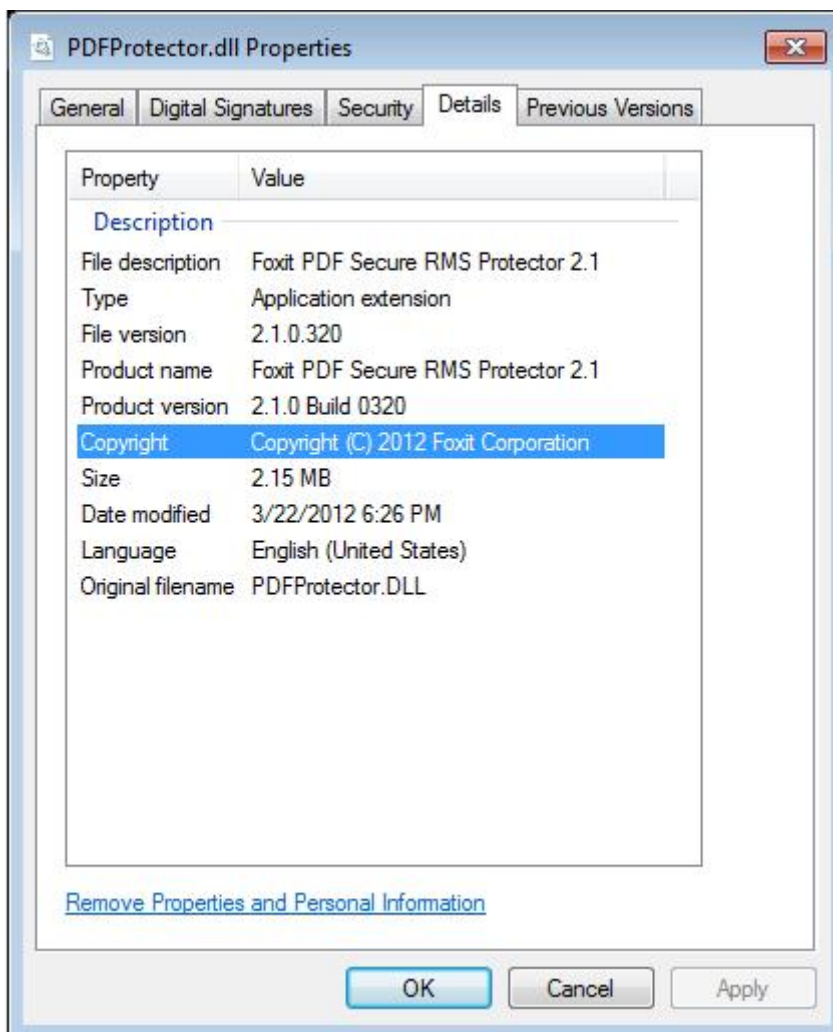 PDFProtector.dll Properties
General Digital Signatures Security Details Previous Versions
Property Value
Description
File description Foxit PDF Secure RMS Protector 2.1
Type Application extension
File version 2.1.0.320
Product name Foxit PDF Secure RMS Protector 2.1
Product version 2.1.0 Build 0320
Copyright Copyright (C) 2012 Foxit Corporation
Size 2.15 MB
Date modified 3/22/2012 6:26 PM
Language English (United States)
Original filename PDFProtector.DLL
Remove Properties and Personal Information
OK Cancel Apply